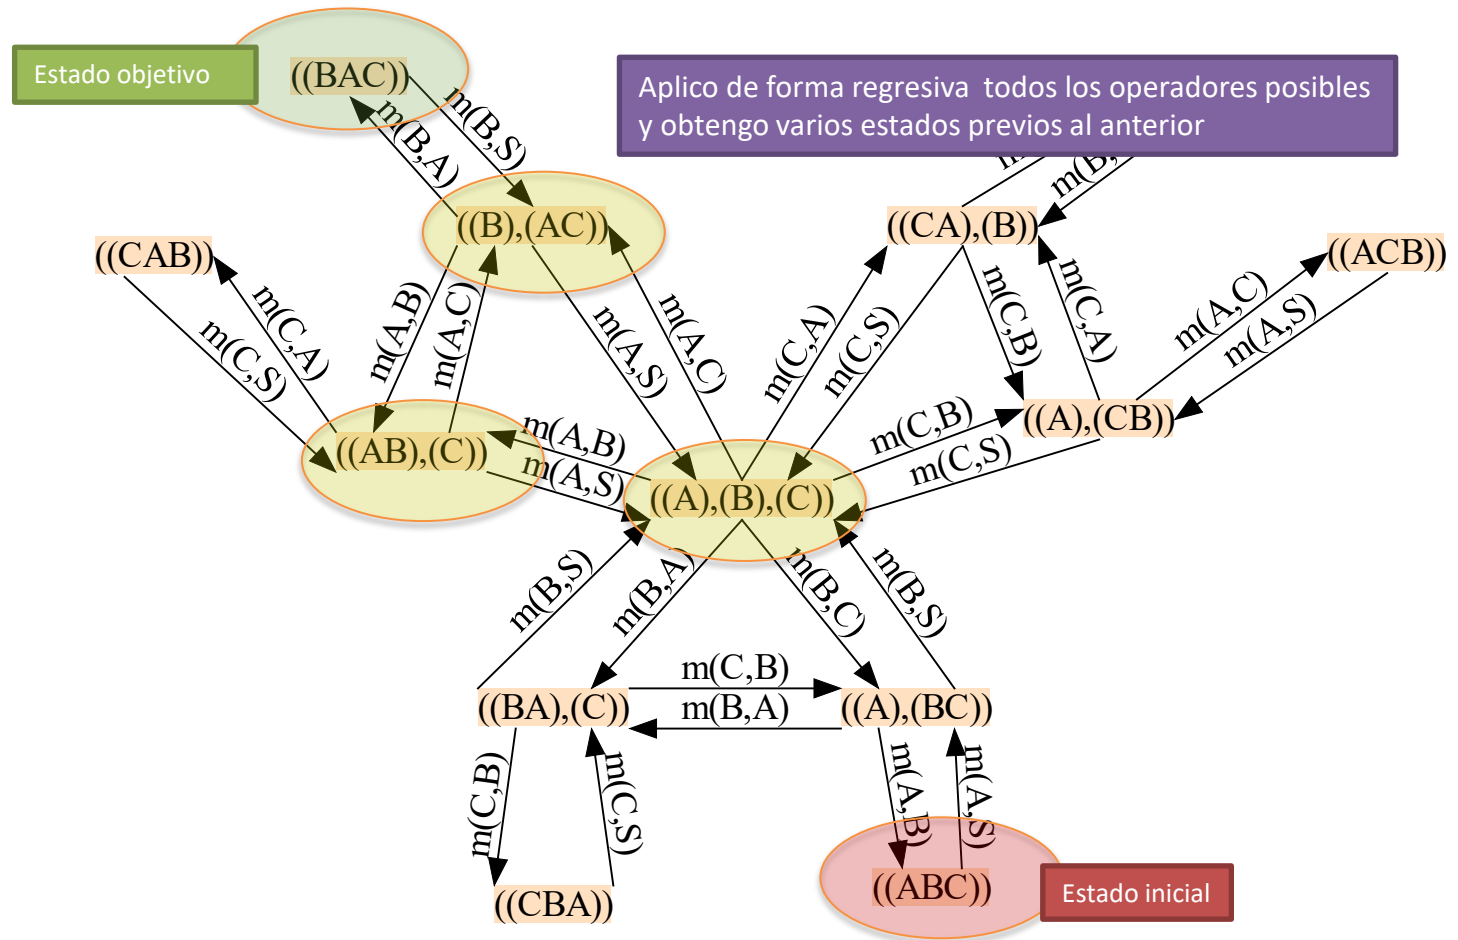 Estado objetivo
((BAC))
Aplico de forma regresiva todos los operadores posibles
y obtengo varios estados previos al anterior
m(B,A)
m(B,S)
((B),(AC))
((CA),(B))
((CAB))
((ACB))
m(C,S)
m(C,A)
m(A,B)
m(A,C)
m(A,S)
m(A,C)
m(C,A)
m(C,S)
m(C,B)
m(C,A)
m(A,C)
m(A,S)
((AB),(C))
m(A,B)
m(A,S)
((A),(B),(C))
m(C,B)
m(C,S)
((A),(CB))
m(B,S)
m(B,A)
m(B,C)
m(B,S)
((BA),(C))
m(C,B)
m(B,A)
((A),(BC))
m(C,B)
m(C,S)
m(A,B)
m(A,S)
((CBA))
((ABC))
Estado inicial